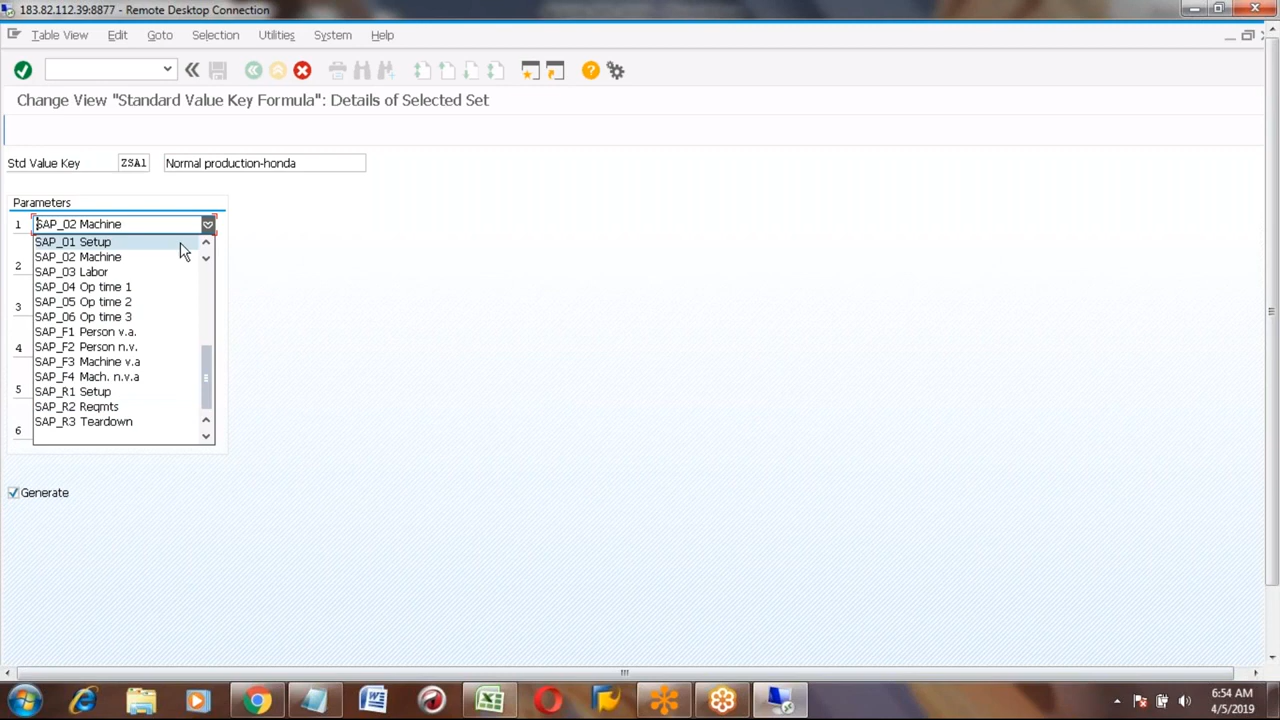 183.82.112.39:8877 - Remote Desktop Connection
Table View Edit Goto Selection Utilities System Help
Change View "Standard Value Key Formula": Details of Selected Set
Std Value Key ZSA1 Normal production-honda
Parameters
1 SAP_02 Machine
SAP_01 Setup
2 SAP_02 Machine
SAP_03 Labor
SAP_04 Op time 1
3 SAP_05 Op time 2
SAP_06 Op time 3
SAP_F1 Person v.a.
4 SAP_F2 Person n.v.
SAP_F3 Machine v.a
SAP_F4 Mach. n.v.a
5 SAP_R1 Setup
SAP_R2 Reqmts
6 SAP_R3 Teardown
Generate
6:54 AM
4/5/2019